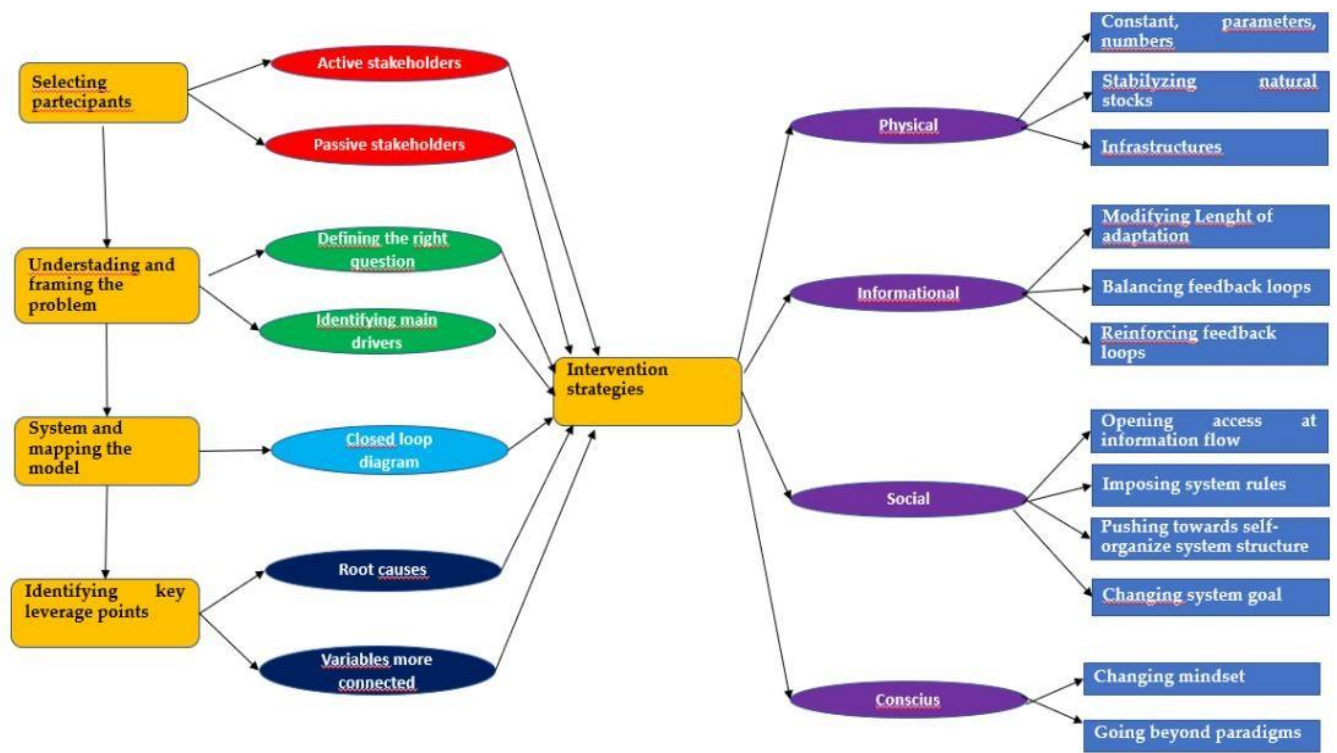 Selecting
partecipants
Understading and
framing the
problem
System and
mapping the
model
Identifying key
leverage points
Active stakeholders
Passive stakeholders
Defining the right
question
Identifying main
drivers
Closed loop
diagram
Root causes
Variables more
connected
Intervention
strategies
Physical
Informational
Social
Conscius
Constant, parameters,
numbers
Stabilyzing natural
stocks
Infrastructures
Modifying Lenght of
adaptation
Balancing feedback loops
Reinforcing feedback
loops
Opening access at
information flow
Imposing system rules
Pushing towards self-
organize system structure
Changing system goal
Changing mindset
Going beyond paradigms